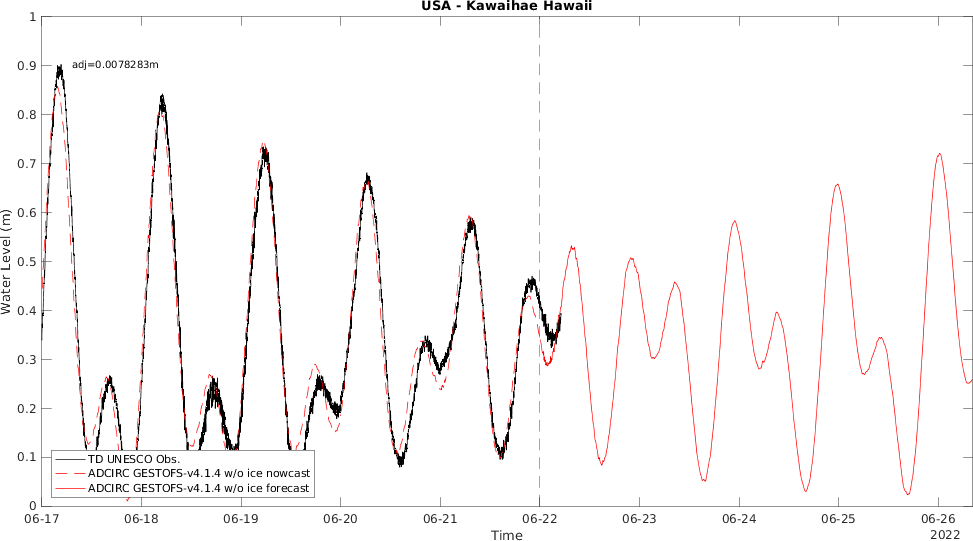 USA - Kawaihae Hawaii
1
0.9
adj=0.0078283m
0.8
0.7
0.6
0.5
0.4
0.3
0.2
0.1
0
Water Level (m)
TD UNESCO Obs.
ADCIRC GESTOFS-v4.1.4 w/o ice nowcast
ADCIRC GESTOFS-v4.1.4 w/o ice forecast
06-17 06-18 06-19 06-20 06-21 06-22 06-23 06-24 06-25 06-26
Time
2022